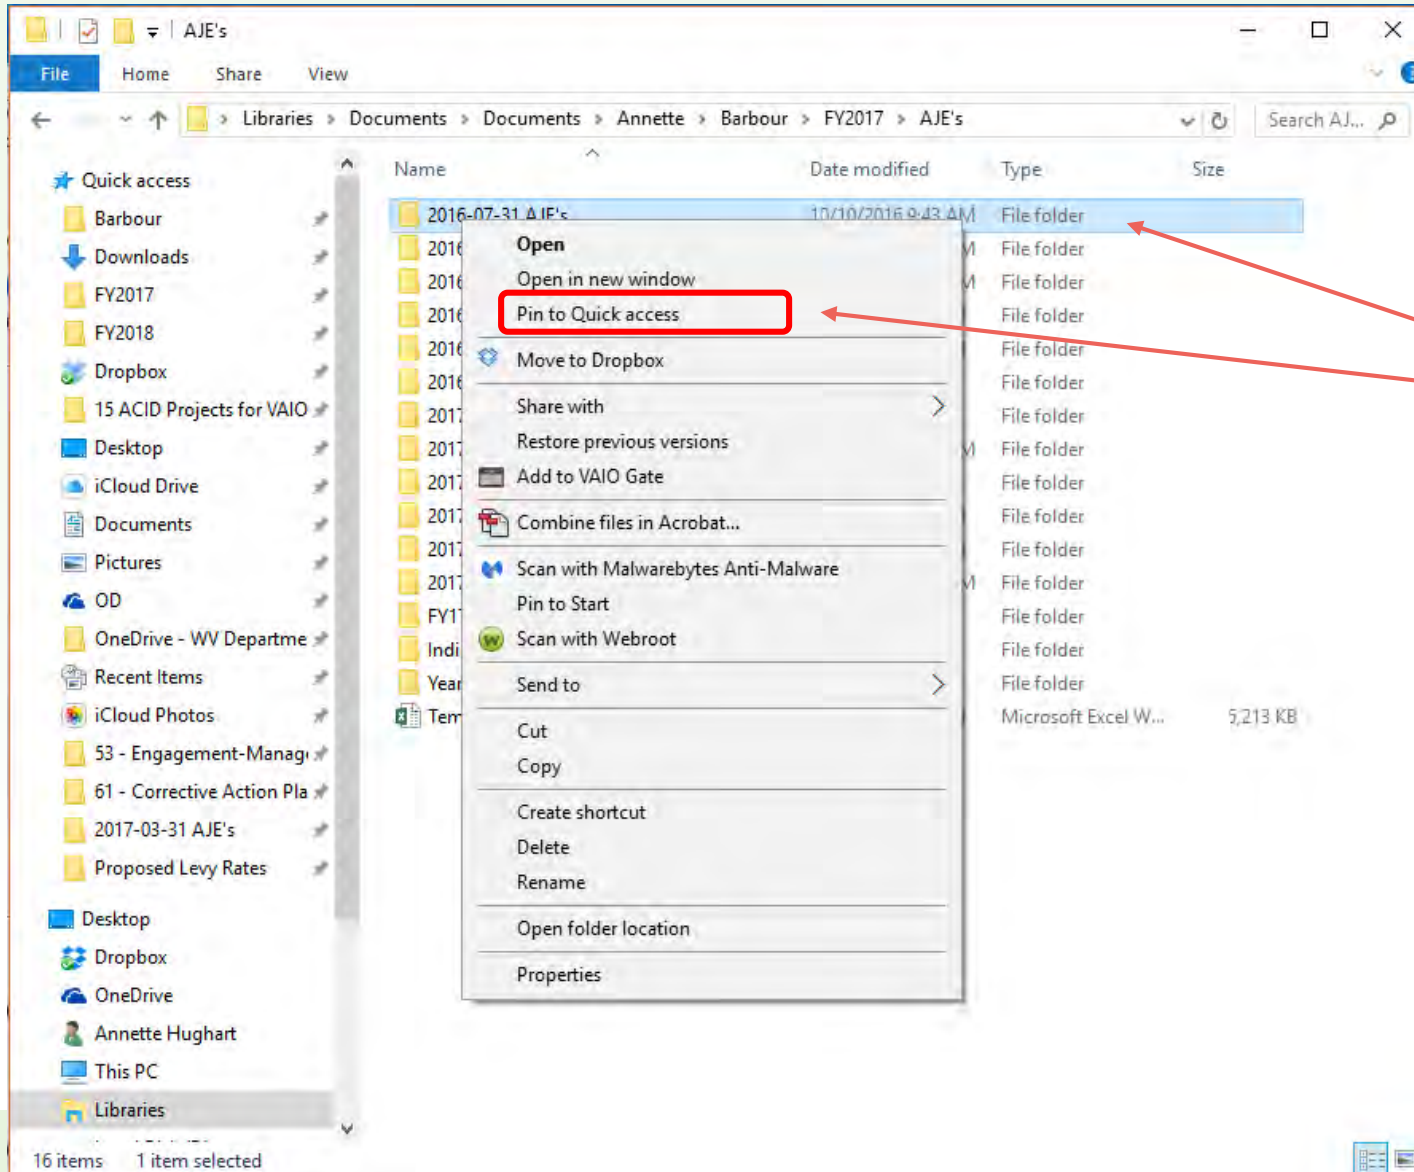 AJE's
File Home Share View
Libraries > Documents > Documents > Annette > Barbour > FY2017 > AJE's
Search AJ...
Name Date modified Type Size
Quick access
Barbour
Downloads
FY2017
FY2018
Dropbox
15 ACID Projects for VAIO
Desktop
iCloud Drive
Documents
Pictures
OD
OneDrive - WV Departme
Recent Items
iCloud Photos
53 - Engagement-Manag
61 - Corrective Action Pla
2017-03-31 AJE's
Proposed Levy Rates
Desktop
Dropbox
OneDrive
Annette Hughart
This PC
Libraries
2016-07-31 AJE's 10/10/2016 9:43 AM File folder
2016 M File folder
2016 M File folder
2016 File folder
2016 File folder
2016 File folder
2017 File folder
2017 M File folder
2017 File folder
2017 File folder
2017 File folder
2017 M File folder
FY17 File folder
Indi File folder
Year File folder
Tem Microsoft Excel W... 5,213 KB
Open
Open in new window
Pin to Quick access
Move to Dropbox
Share with
Restore previous versions
Add to VAIO Gate
Combine files in Acrobat...
Scan with Malwarebytes Anti-Malware
Pin to Start
Scan with Webroot
Send to
Cut
Copy
Create shortcut
Delete
Rename
Open folder location
Properties
16 items 1 item selected